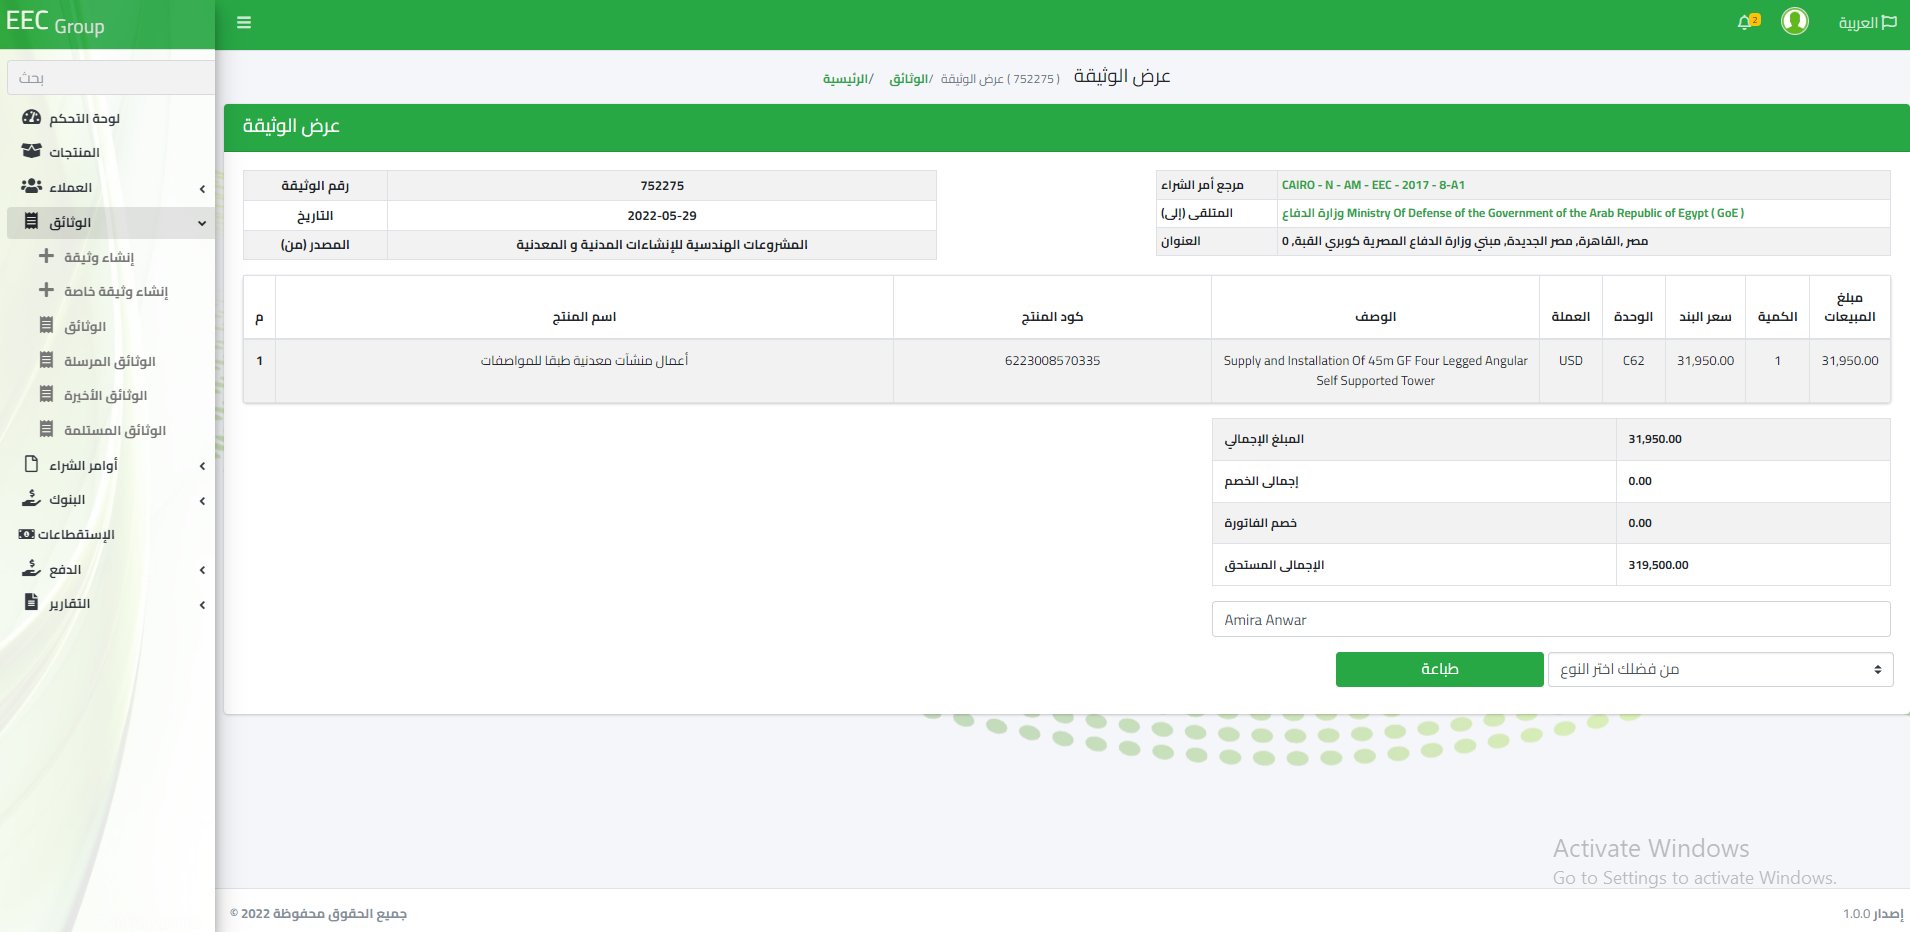 EEC Group
2
العربية
بحث
لوحة التحكم
المنتجات
العملاء
الوثائق
إنشاء وثيقة
إنشاء وثيقة خاصة
الوثائق
الوثائق المرسلة
الوثائق الأخيرة
الوثائق المستلمة
أوامر الشراء
البنوك
الإستقطاعات
الدفع
التقارير
عرض الوثيقة
الرئيسية/ الوثائق/ عرض الوثيقة ( 752275 )
عرض الوثيقة
رقم الوثيقة 752275
التاريخ 2022-05-29
المصدر (من) المشروعات الهندسية للإنشاءات المدنية و المعدنية
مرجع أمر الشراء CAIRO - N - AM - EEC - 2017 - 8-A1
المتلقى (إلى) وزارة الدفاع Ministry Of Defense of the Government of the Arab Republic of Egypt ( GoE )
العنوان مصر ,القاهرة, مصر الجديدة, مبني وزارة الدفاع المصرية كوبري القبة, 0
م اسم المنتج كود المنتج الوصف العملة الوحدة سعر البند الكمية مبلغ المبيعات
1 أعمال منشآت معدنية طبقا للمواصفات 6223008570335 Supply and Installation Of 45m GF Four Legged Angular Self Supported Tower USD C62 31,950.00 1 31,950.00
المبلغ الإجمالي 31,950.00
إجمالى الخصم 0.00
خصم الفاتورة 0.00
الإجمالى المستحق 319,500.00
Amira Anwar
طباعة
من فضلك اختر النوع
Activate Windows
Go to Settings to activate Windows.
جميع الحقوق محفوظة 2022 ©
إصدار 1.0.0